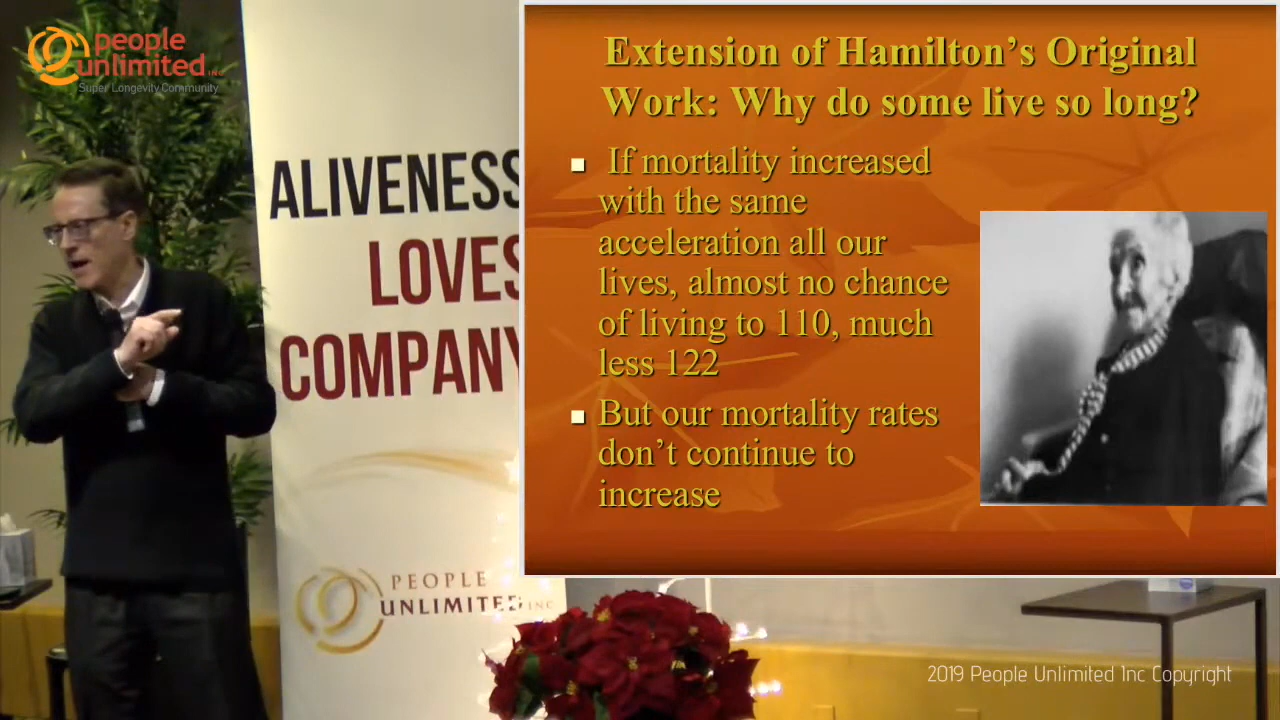 people
unlimited INC
Super Longevity Community
ALIVENESS
LOVES
COMPANY
PEOPLE
UNLIMITED INC
Extension of Hamilton's Original
Work: Why do some live so long?
If mortality increased
with the same
acceleration all our
lives, almost no chance
of living to 110, much
less 122
But our mortality rates
don't continue to
increase
2019 People Unlimited Inc Copyright